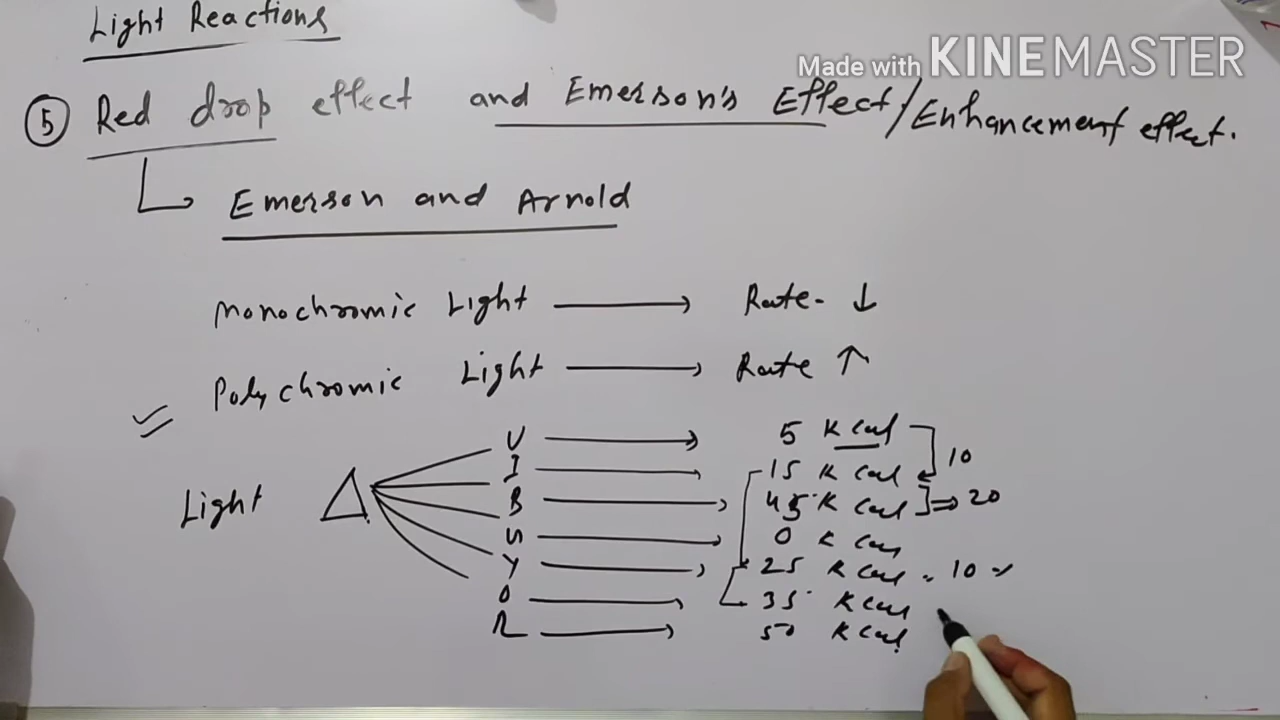 Light Reactions
Made with KINEMASTER
⑤ Red drop effect and Emerson's Effect/Enhancement effect.
Emerson and Arnold
Monochromic Light → Rate- ↓
Polychromic Light → Rate ↑
Light
V → 5 K cal
10
I → 15 K cal
B → 45 K cal ⇒ 20
→ 0 K cal
Y → 25 K cal 10
O → 35 K cal
R → 50 K cal